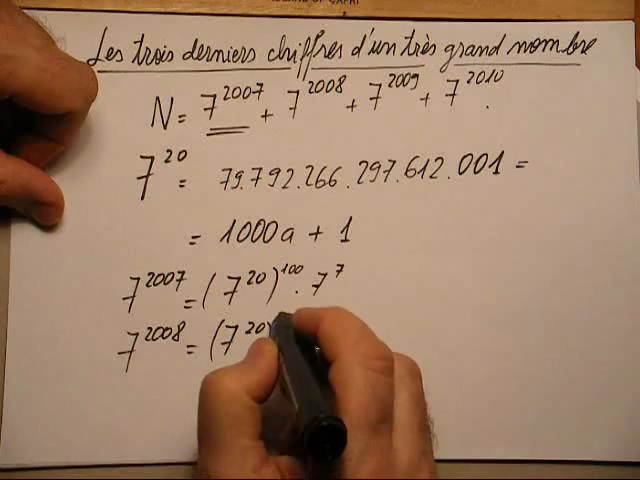 Les trois derniers chiffres d'un très grand nombre
N = 7^2007 + 7^2008 + 7^2009 + 7^2010.
7^20 = 79.792.266.297.612.001 =
= 1000a + 1
7^2007 = (7^20)^100 . 7^7
7^2008 = (7^20)